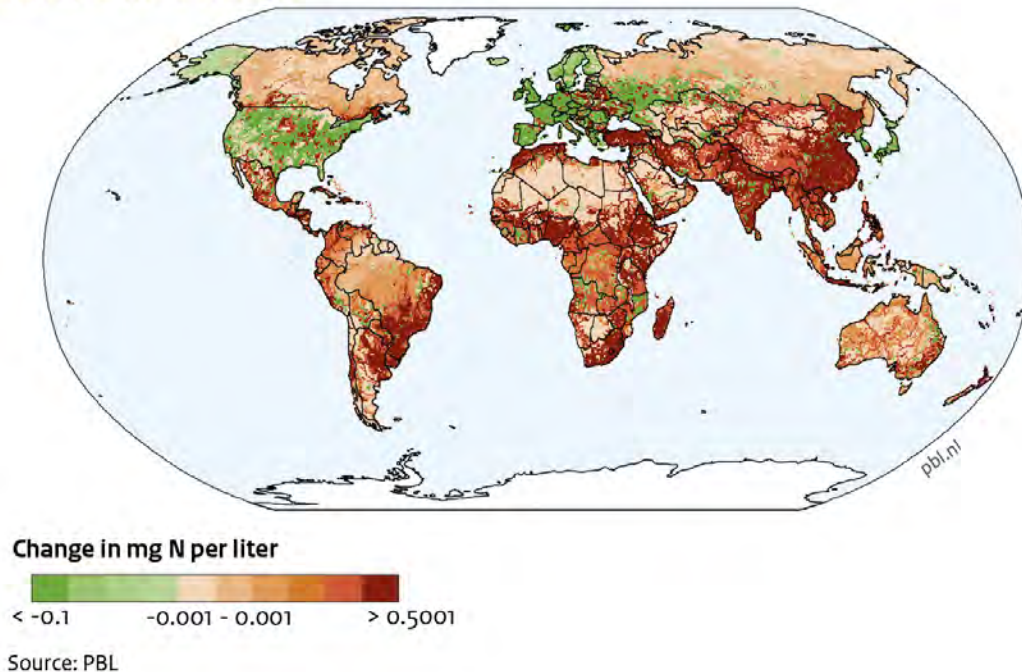 pbl.nl
Change in mg N per liter
< -0.1 -0.001 - 0.001 > 0.5001
Source: PBL